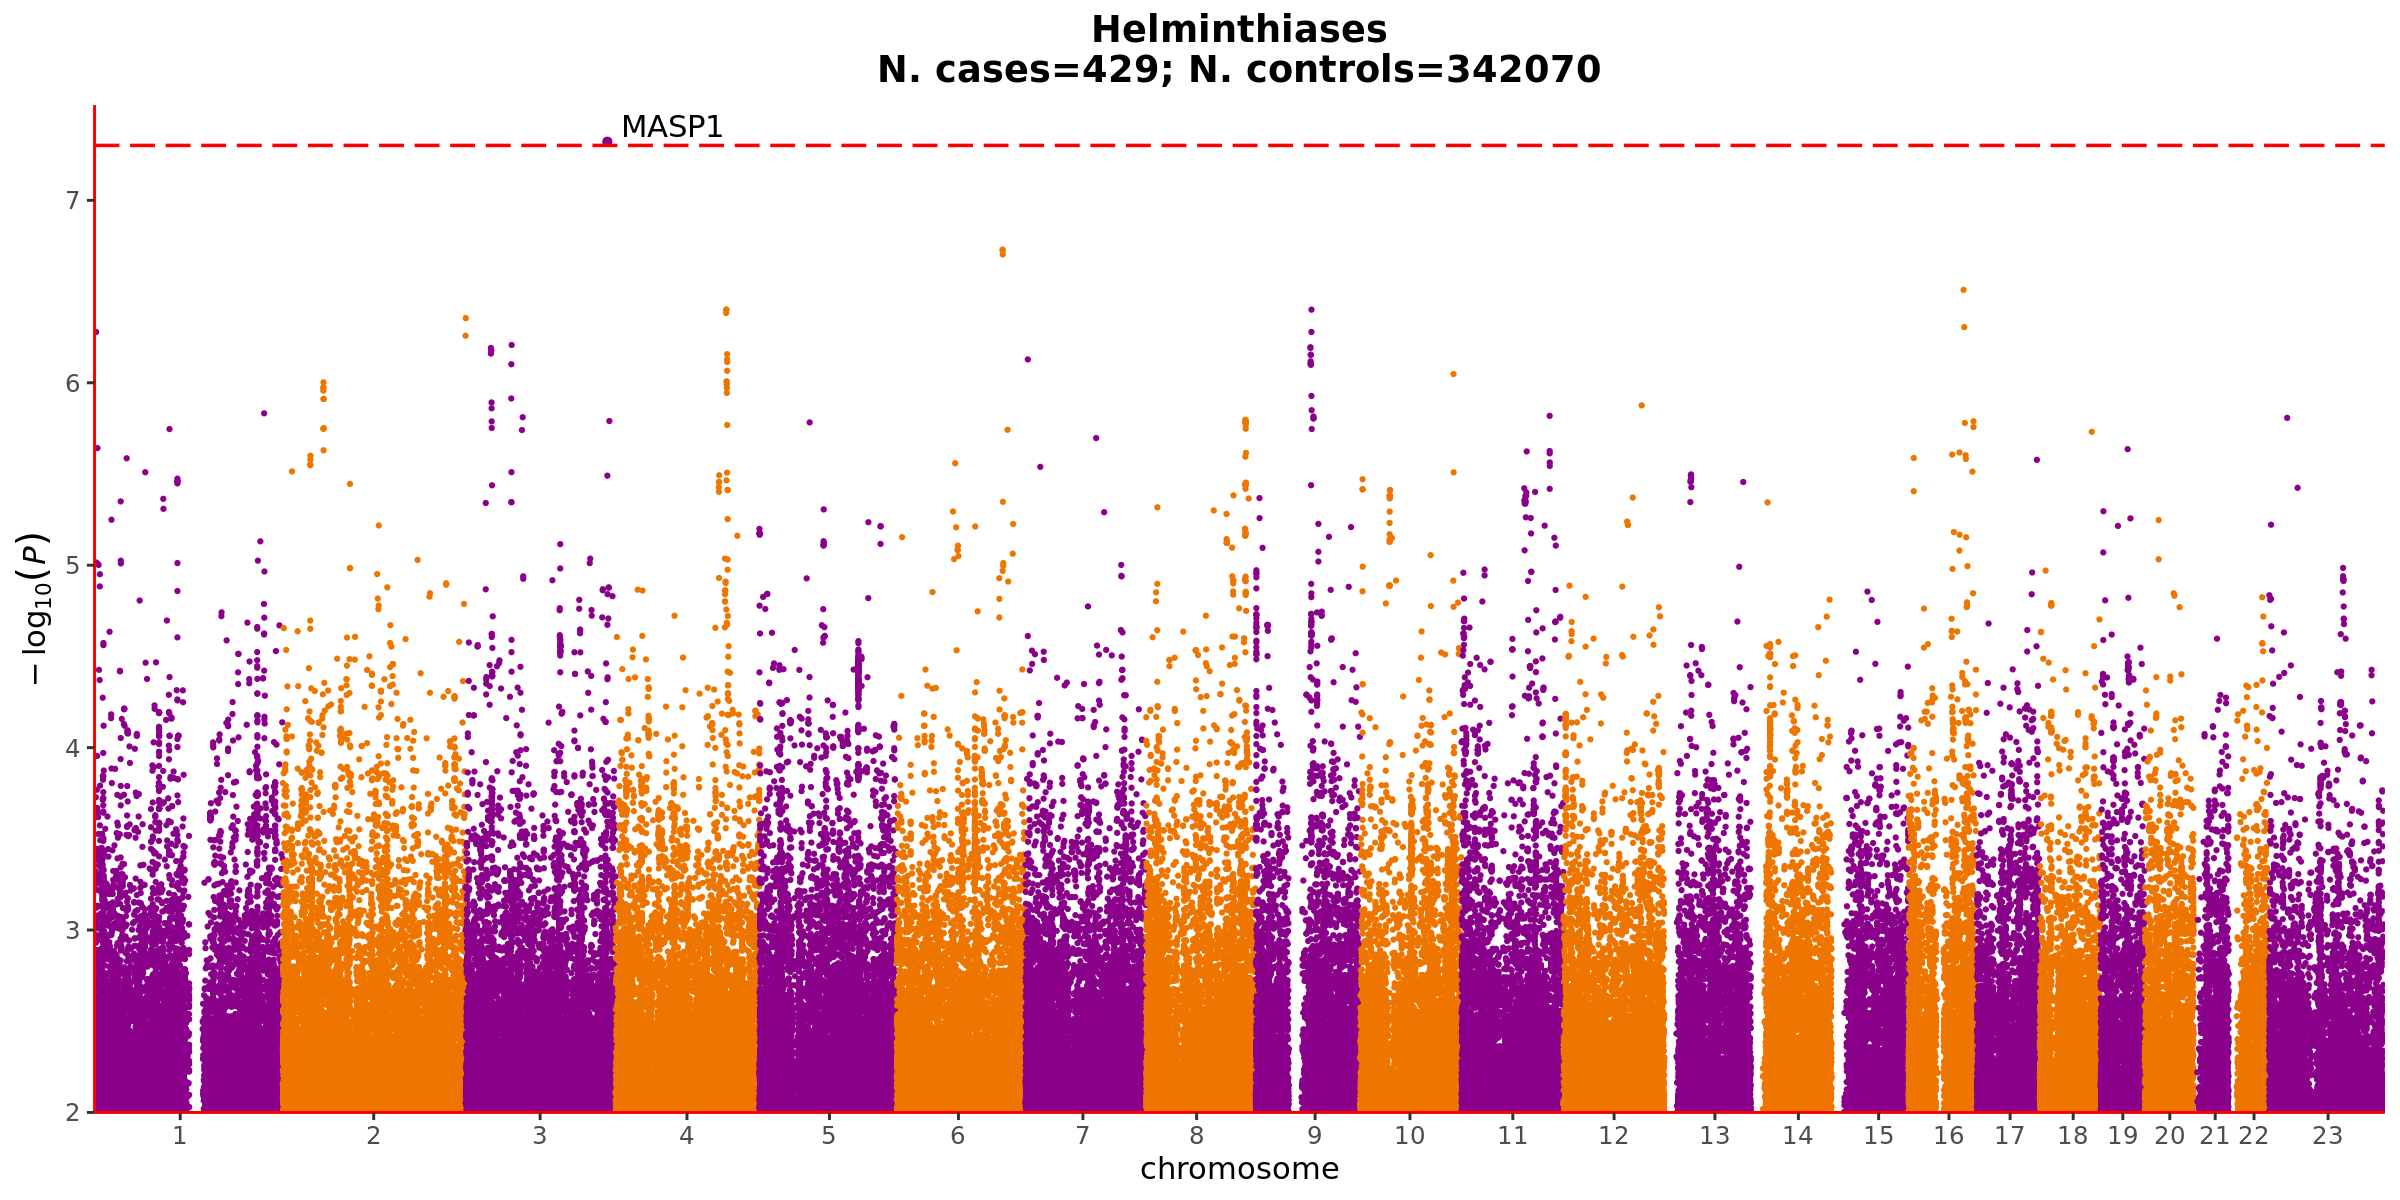 Helminthiases
N. cases=429; N. controls=342070
MASP1
7
6
5
4
3
2
−log₁₀(P)
1 2 3 4 5 6 7 8 9 10 11 12 13 14 15 16 17 18 19 20 21 22 23
chromosome